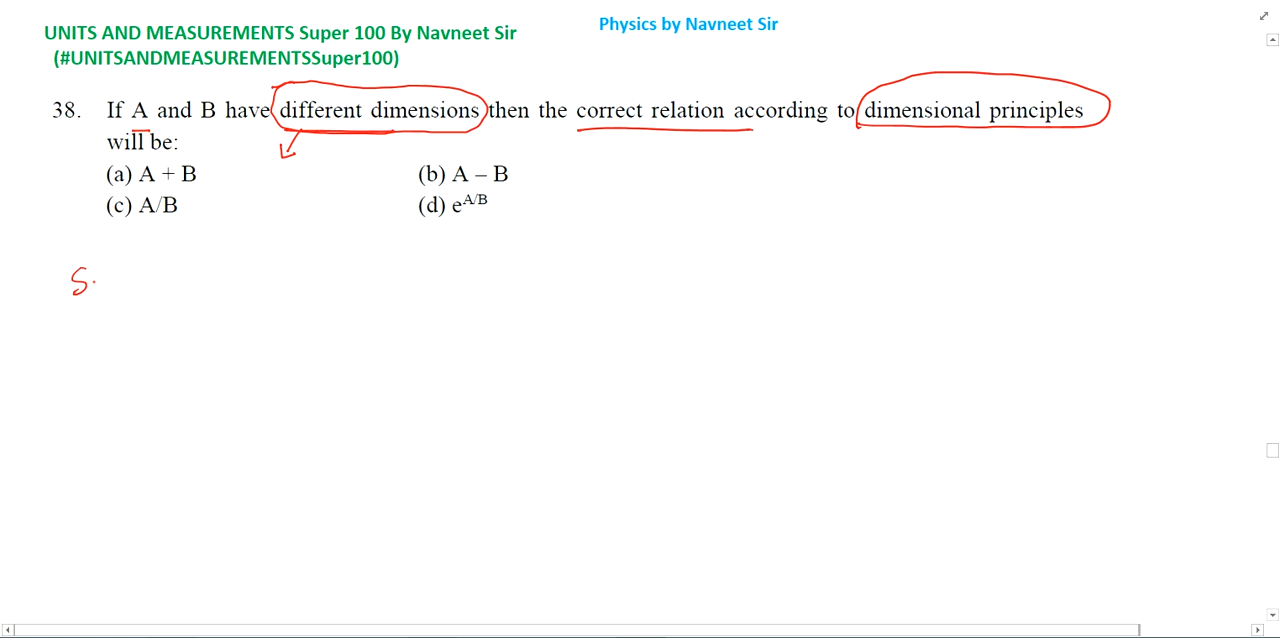 UNITS AND MEASUREMENTS Super 100 By Navneet Sir
Physics by Navneet Sir
(#UNITSANDMEASUREMENTSSuper100)
38. If A and B have different dimensions then the correct relation according to dimensional principles
will be:
(a) A + B (b) A – B
(c) A/B (d) e^A/B
S.